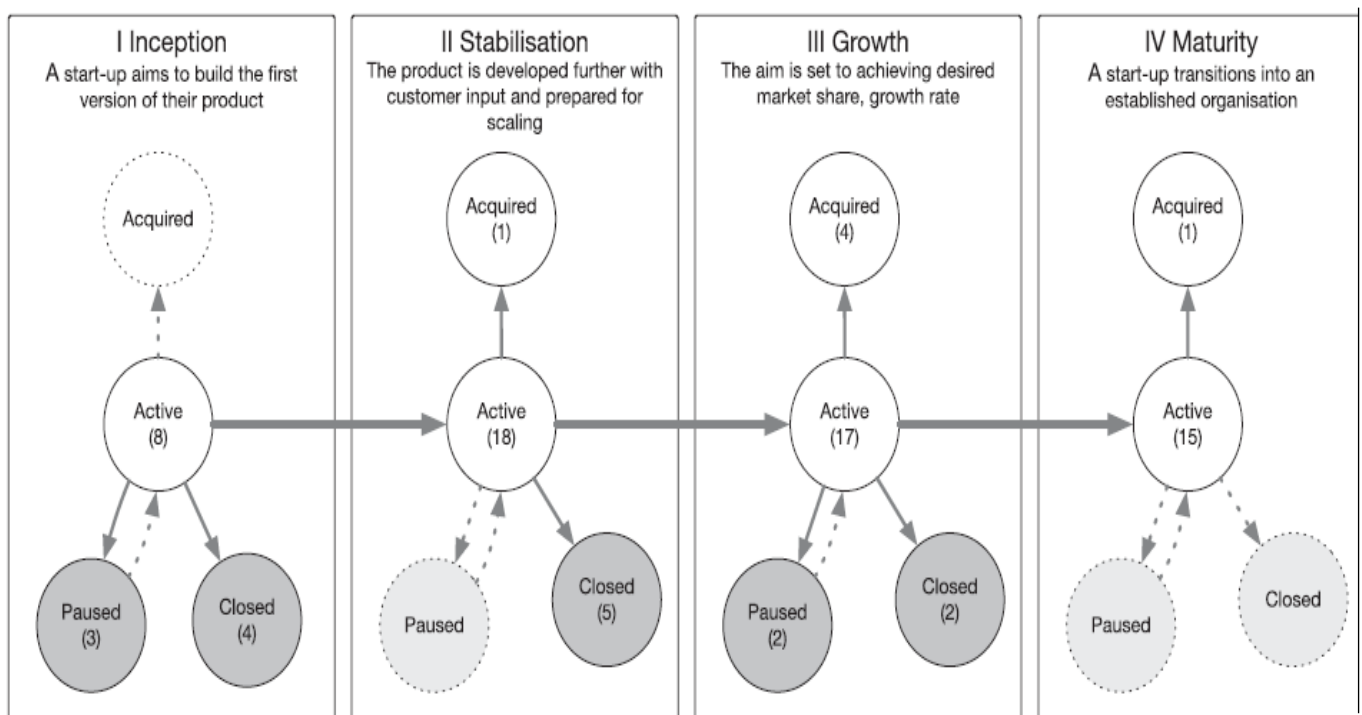 I Inception
A start-up aims to build the first
version of their product
Acquired
Active
(8)
Paused
(3)
Closed
(4)
II Stabilisation
The product is developed further with
customer input and prepared for
scaling
Acquired
(1)
Active
(18)
Paused
Closed
(5)
III Growth
The aim is set to achieving desired
market share, growth rate
Acquired
(4)
Active
(17)
Paused
(2)
Closed
(2)
IV Maturity
A start-up transitions into an
established organisation
Acquired
(1)
Active
(15)
Paused
Closed